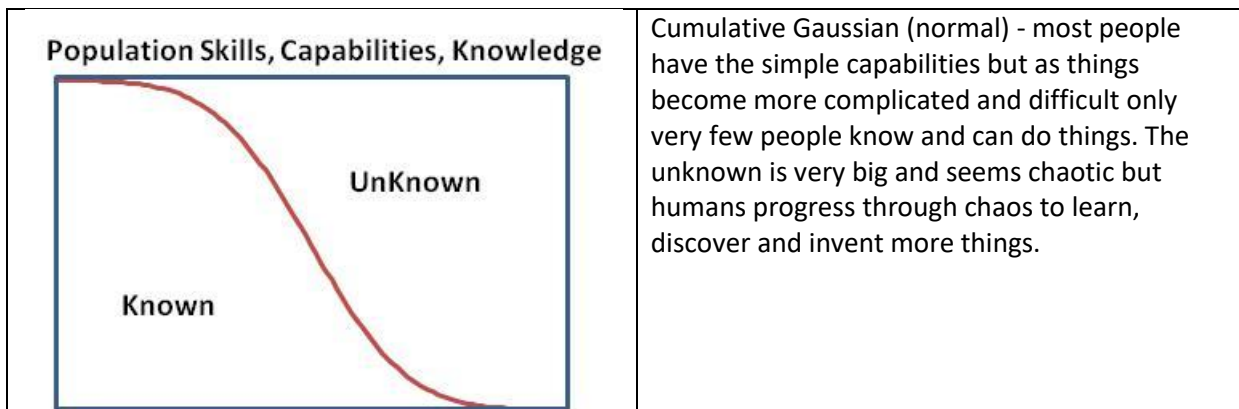 Population Skills, Capabilities, Knowledge
UnKnown
Known
Cumulative Gaussian (normal) - most people
have the simple capabilities but as things
become more complicated and difficult only
very few people know and can do things. The
unknown is very big and seems chaotic but
humans progress through chaos to learn,
discover and invent more things.